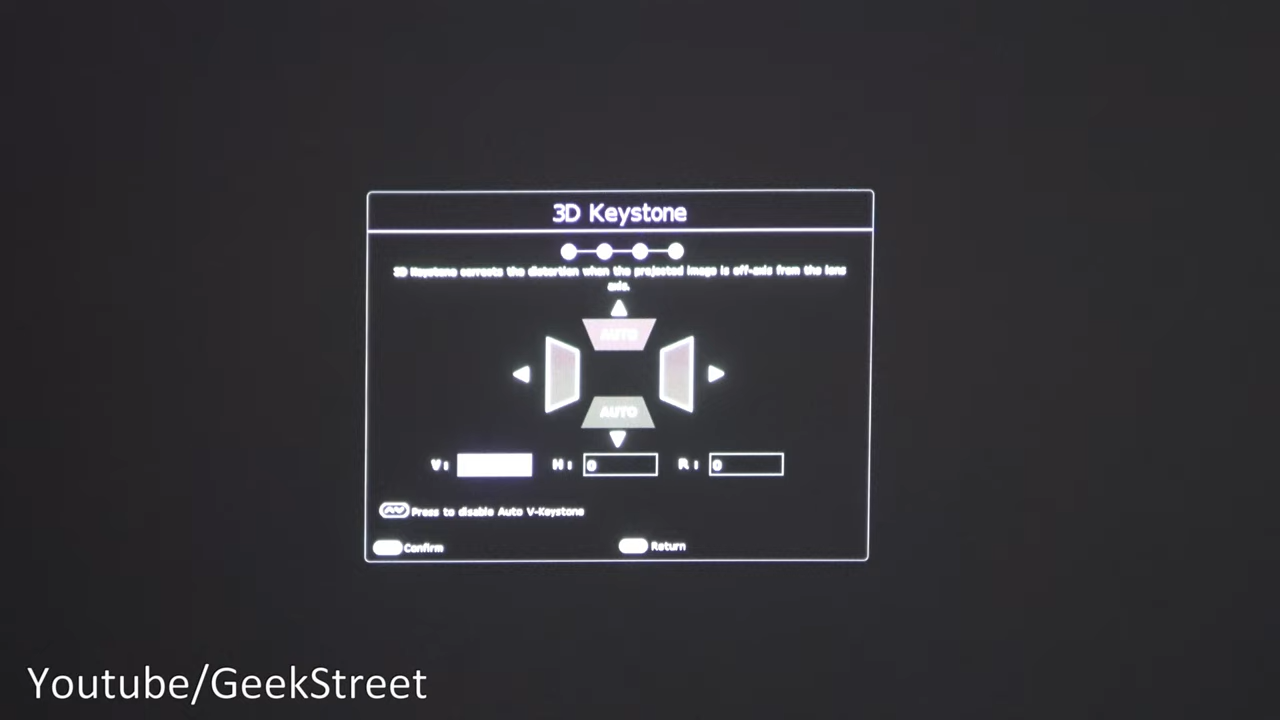 3D Keystone
3D Keystone corrects the distortion when the projected image is off-axis from the lens
axis.
AUTO
AUTO
V: H: 0 R: 0
Press to disable Auto V-Keystone
Confirm Return
Youtube/GeekStreet